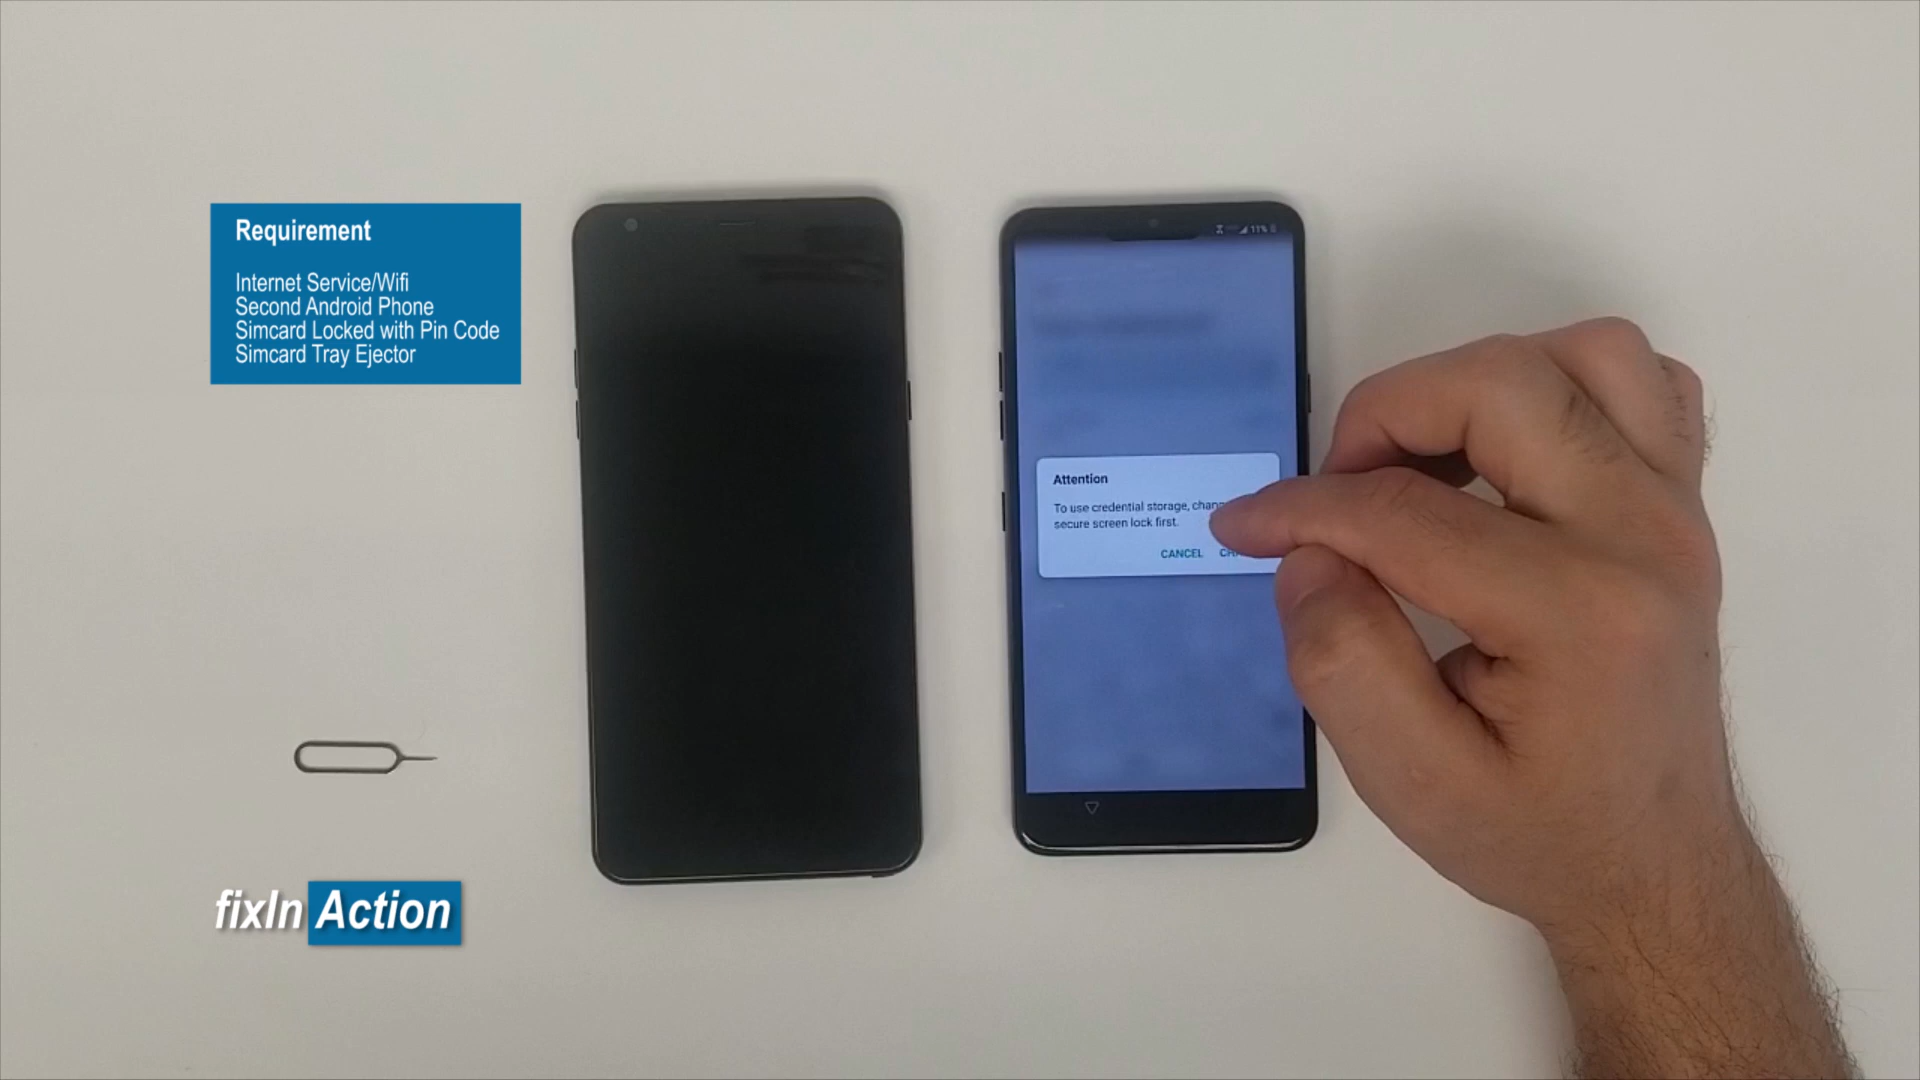 Requirement
Internet Service/Wifi
Second Android Phone
Simcard Locked with Pin Code
Simcard Tray Ejector
11%
Attention
To use credential storage,
secure screen lock first.
CANCEL
fixIn Action